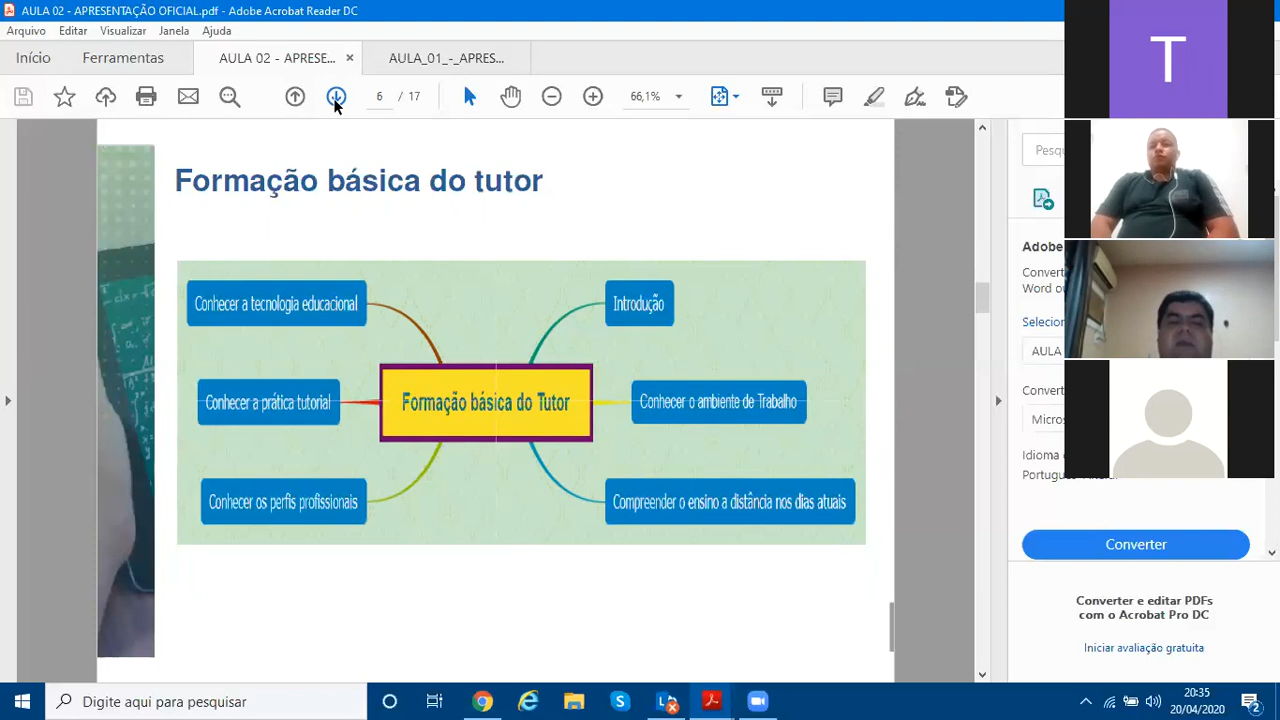 AULA 02 - APRESENTAÇÃO OFICIAL.pdf - Adobe Acrobat Reader DC
Arquivo Editar Visualizar Janela Ajuda
Início Ferramentas AULA 02 - APRESE... × AULA_01_-_APRES...
6 / 17 66,1%
T
Formação básica do tutor
Conhecer a tecnologia educacional
Introdução
Conhecer a prática tutorial
Formação básica do Tutor
Conhecer o ambiente de Trabalho
Conhecer os perfis profissionais
Compreender o ensino a distância nos dias atuais
Pesqu
Adobe
Convert
Word ou
Selecion
AULA
Convert
Micros
Idioma d
Converter
Converter e editar PDFs
com o Acrobat Pro DC
Iniciar avaliação gratuita
Digite aqui para pesquisar
20:35
20/04/2020
2